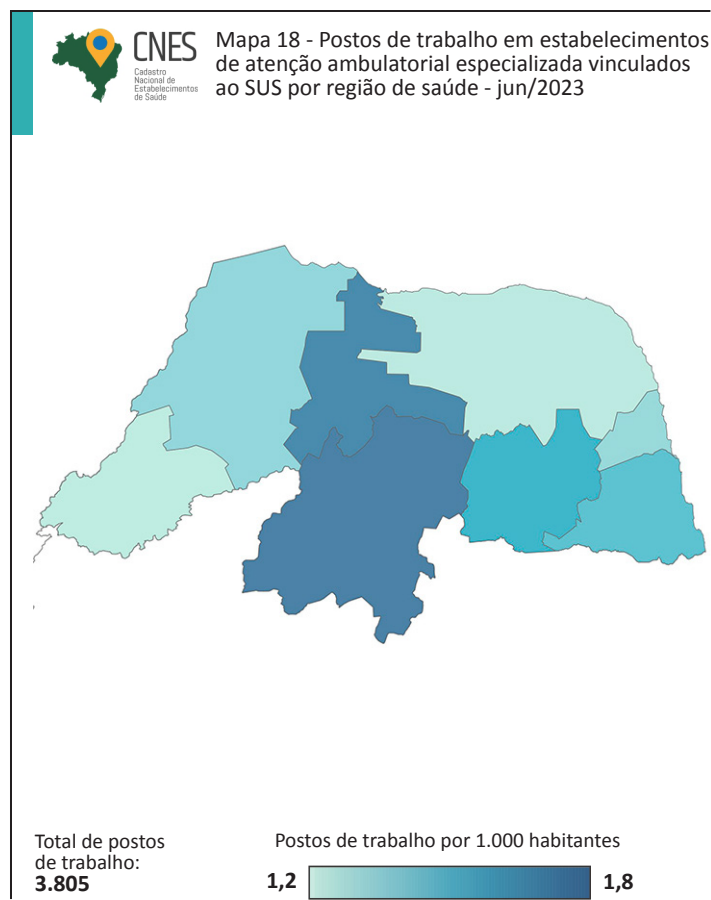 CNES
Cadastro
Nacional de
Estabelecimentos
de Saúde
Mapa 18 - Postos de trabalho em estabelecimentos
de atenção ambulatorial especializada vinculados
ao SUS por região de saúde - jun/2023
Total de postos
de trabalho:
3.805
Postos de trabalho por 1.000 habitantes
1,2
1,8